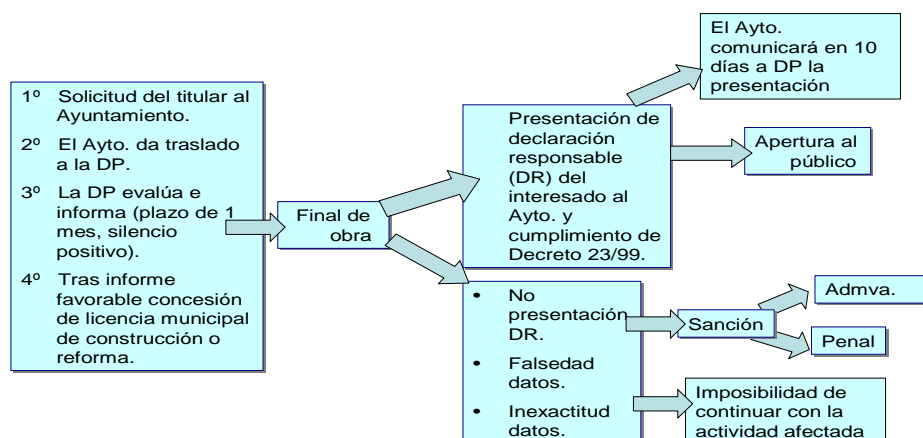 1º Solicitud del titular al
Ayuntamiento.
2º El Ayto. da traslado
a la DP.
3º La DP evalúa e
informa (plazo de 1
mes, silencio
positivo).
4º Tras informe
favorable concesión
de licencia municipal
de construcción o
reforma.
Final de
obra
Presentación de
declaración
responsable
(DR) del
interesado al
Ayto. y
cumplimiento de
Decreto 23/99.
El Ayto.
comunicará en 10
días a DP la
presentación
Apertura al
público
• No
presentación
DR.
• Falsedad
datos.
• Inexactitud
datos.
Sanción
Admva.
Penal
Imposibilidad de
continuar con la
actividad afectada